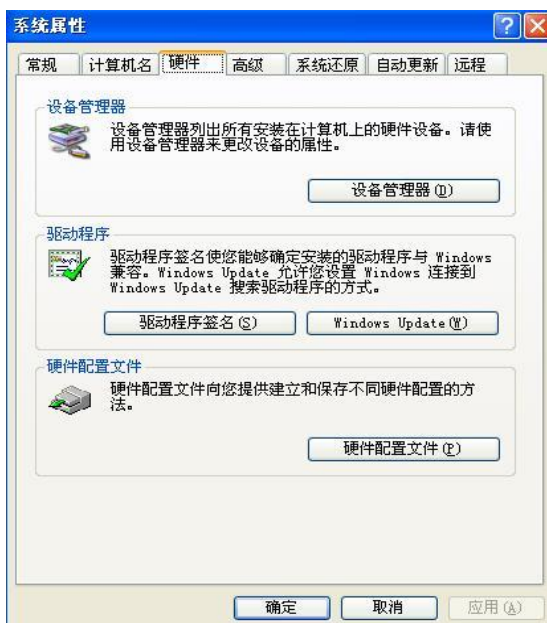 系统属性
常规 计算机名 硬件 高级 系统还原 自动更新 远程
设备管理器
设备管理器列出所有安装在计算机上的硬件设备。请使
用设备管理器来更改设备的属性。
设备管理器(D)
驱动程序
驱动程序签名使您能够确定安装的驱动程序与 Windows
兼容。Windows Update 允许您设置 Windows 连接到
Windows Update 搜索驱动程序的方式。
驱动程序签名(S) Windows Update(W)
硬件配置文件
硬件配置文件向您提供建立和保存不同硬件配置的方
法。
硬件配置文件(P)
确定 取消 应用(A)